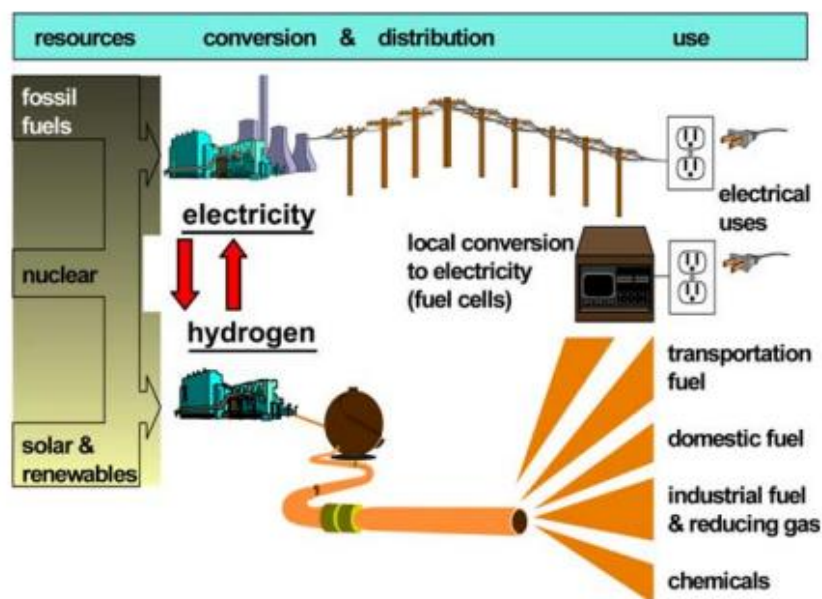 resources conversion & distribution use
fossil
fuels
electricity
electrical
uses
local conversion
to electricity
(fuel cells)
nuclear
hydrogen
transportation
fuel
domestic fuel
solar &
renewables
industrial fuel
& reducing gas
chemicals